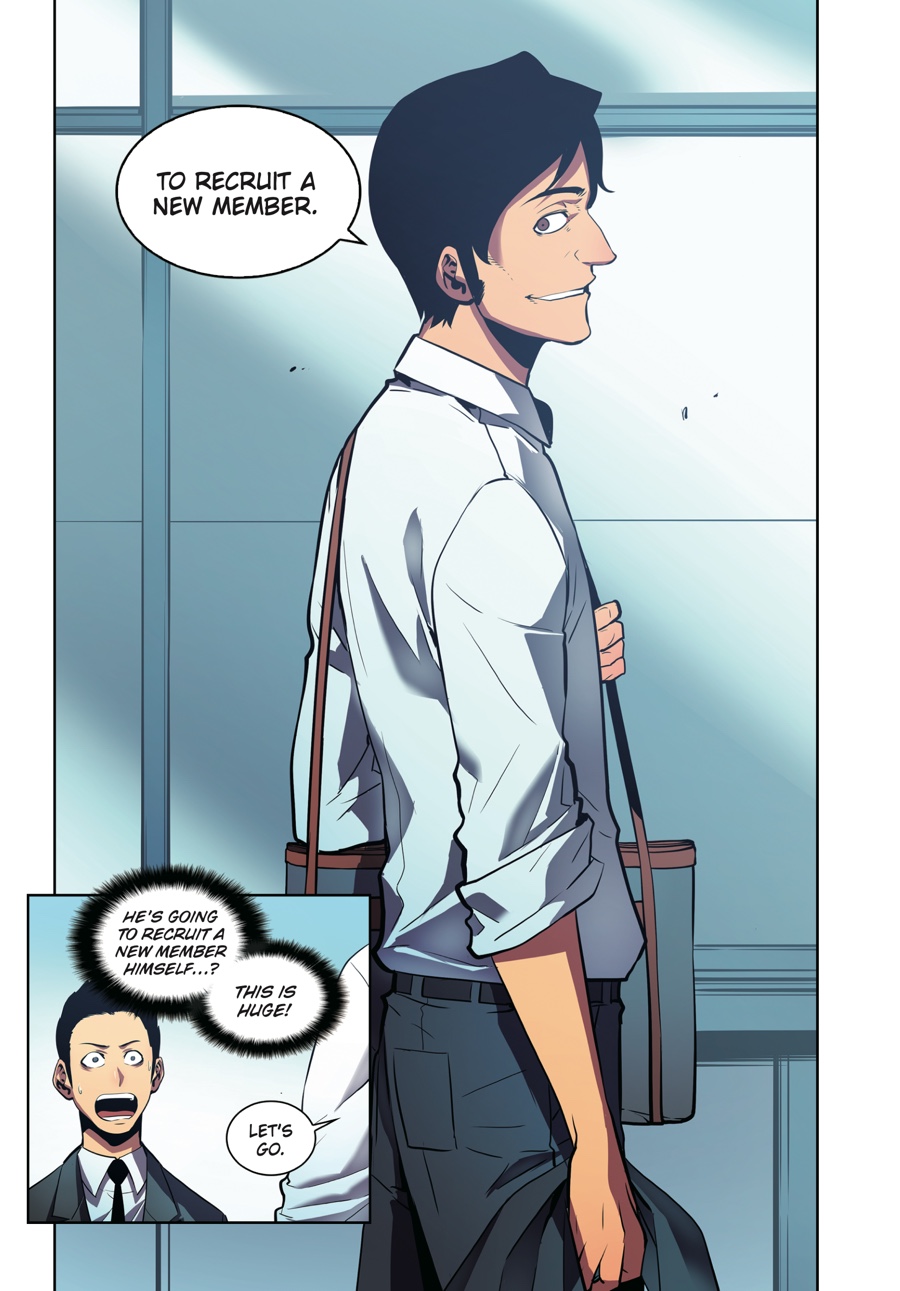 TO RECRUIT A
NEW MEMBER.
HE'S GOING
TO RECRUIT A
NEW MEMBER
HIMSELF...?
THIS IS
HUGE!
LET'S
GO.